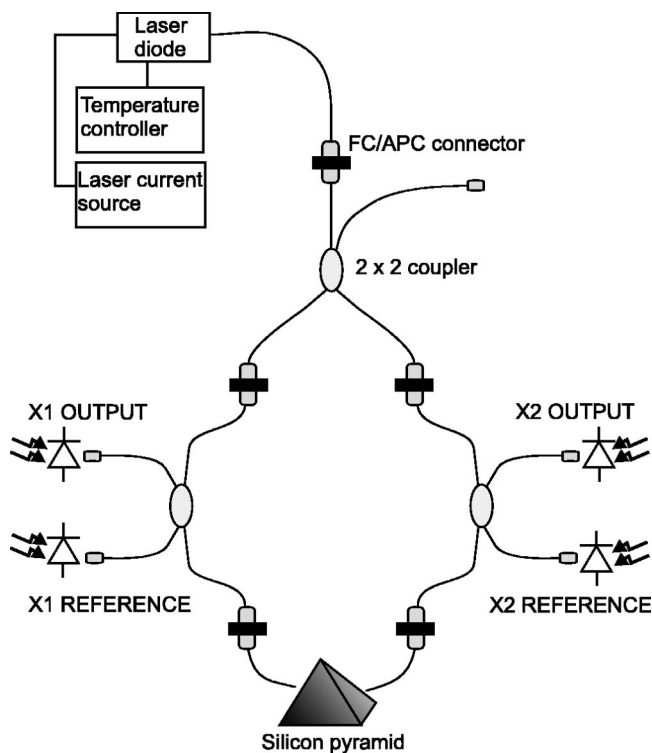 Laser
diode
Temperature
controller
Laser current
source
FC/APC connector
2 x 2 coupler
X1 OUTPUT
X2 OUTPUT
X1 REFERENCE
X2 REFERENCE
Silicon pyramid